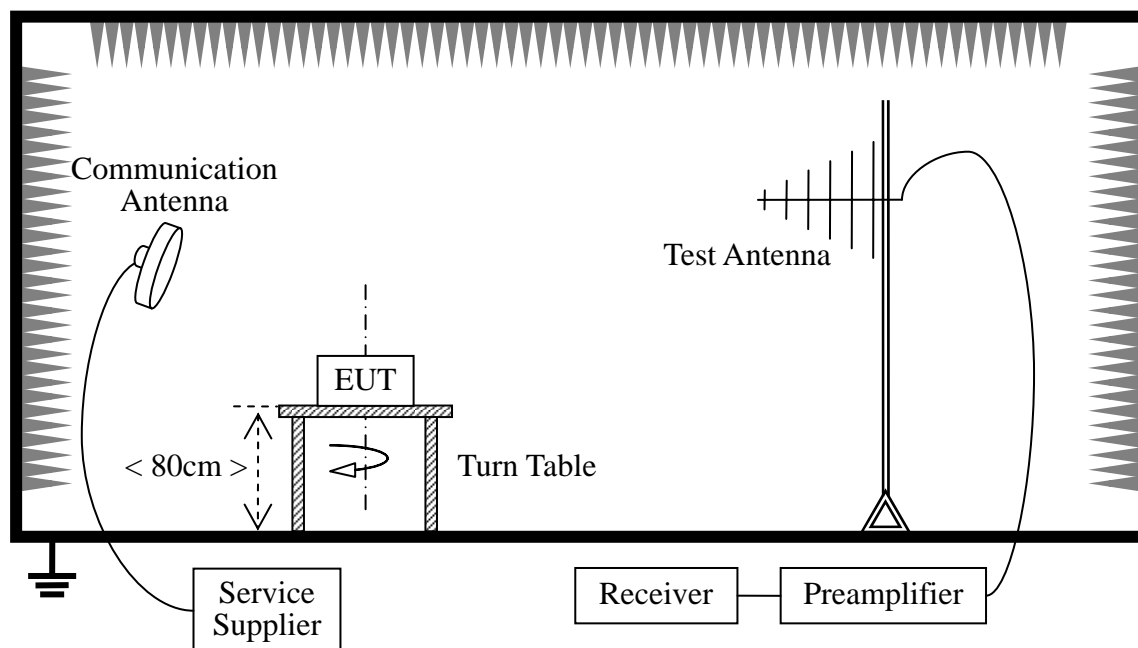 Communication
Antenna
Test Antenna
EUT
< 80cm >
Turn Table
Service
Supplier
Receiver
Preamplifier